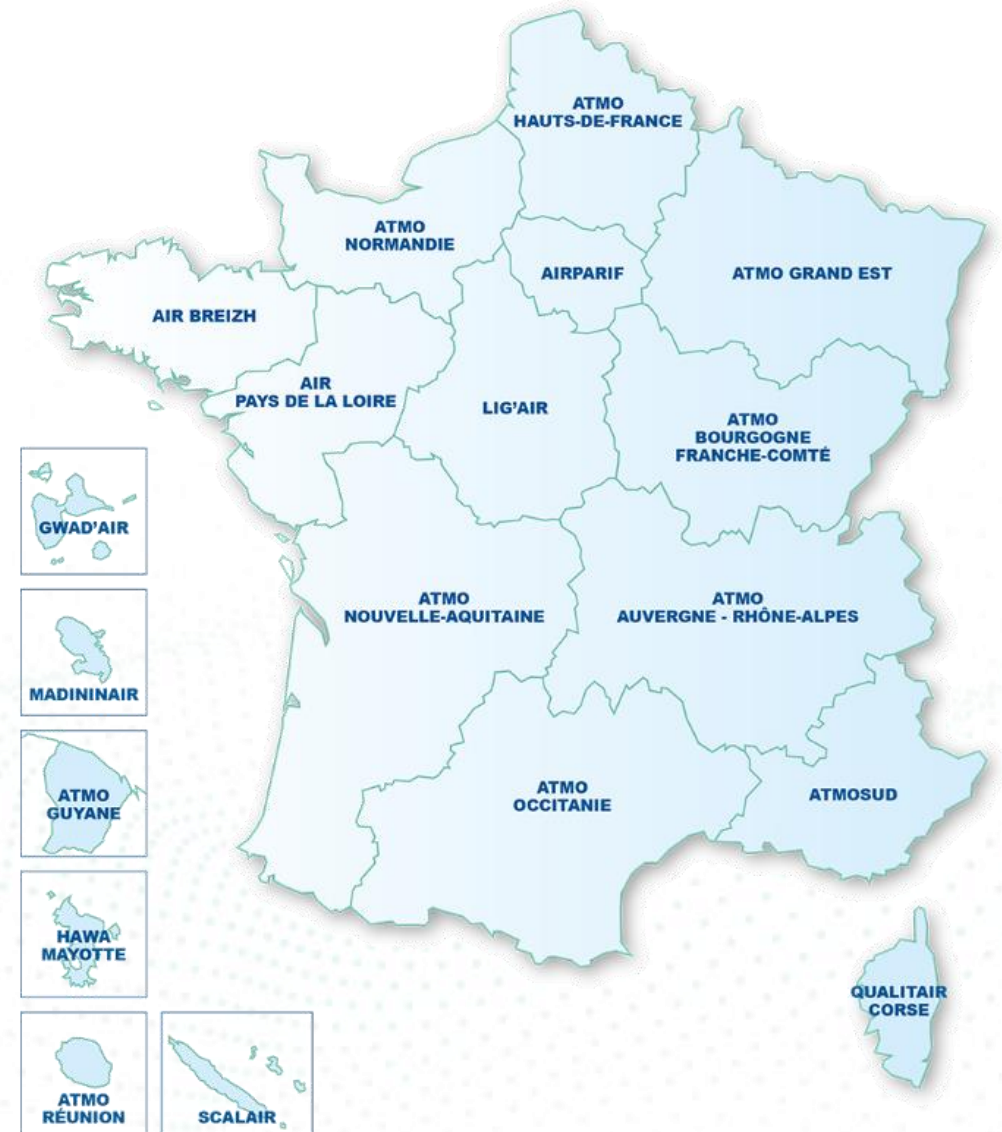 ATMO
HAUTS-DE-FRANCE
ATMO
NORMANDIE
AIRPARIF
ATMO GRAND EST
AIR BREIZH
AIR
PAYS DE LA LOIRE
LIG'AIR
ATMO
BOURGOGNE
FRANCHE-COMTÉ
GWAD'AIR
ATMO
NOUVELLE-AQUITAINE
ATMO
AUVERGNE - RHÔNE-ALPES
MADININAIR
ATMO
GUYANE
ATMO
OCCITANIE
ATMOSUD
HAWA
MAYOTTE
QUALITAIR
CORSE
ATMO
RÉUNION
SCALAIR